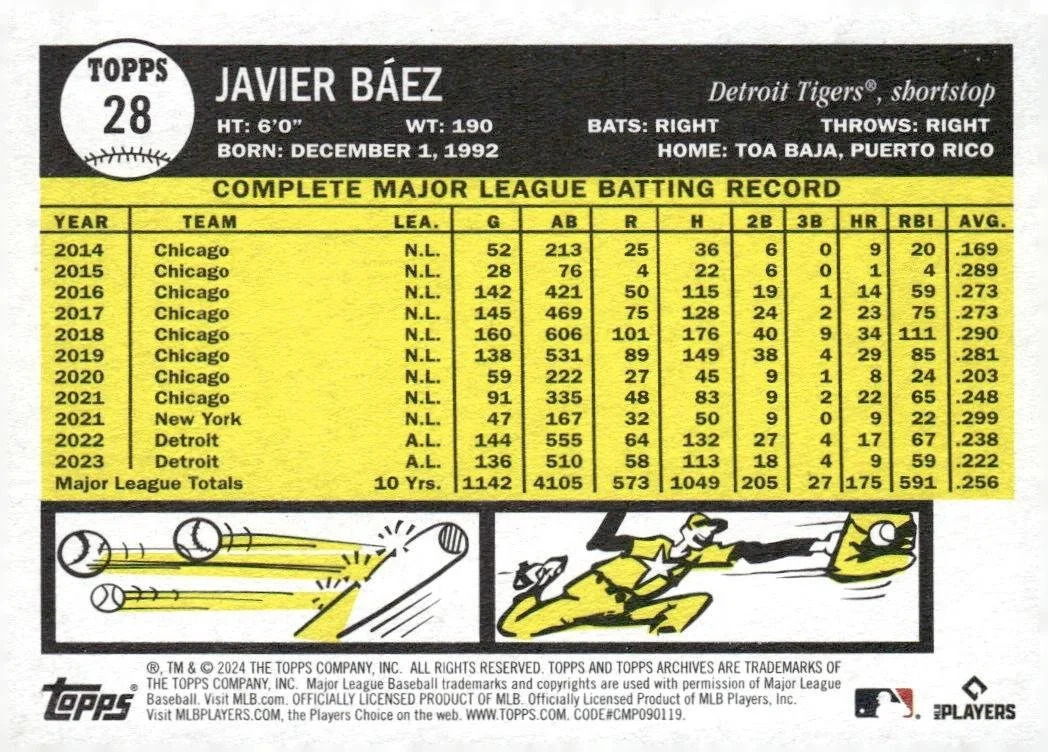 TOPPS
28
JAVIER BÁEZ
Detroit Tigers®, shortstop
HT: 6'0" WT: 190 BATS: RIGHT THROWS: RIGHT
BORN: DECEMBER 1, 1992 HOME: TOA BAJA, PUERTO RICO
COMPLETE MAJOR LEAGUE BATTING RECORD
YEAR TEAM LEA. G AB R H 2B 3B HR RBI AVG.
2014 Chicago N.L. 52 213 25 36 6 0 9 20 .169
2015 Chicago N.L. 28 76 4 22 6 0 1 4 .289
2016 Chicago N.L. 142 421 50 115 19 1 14 59 .273
2017 Chicago N.L. 145 469 75 128 24 2 23 75 .273
2018 Chicago N.L. 160 606 101 176 40 9 34 111 .290
2019 Chicago N.L. 138 531 89 149 38 4 29 85 .281
2020 Chicago N.L. 59 222 27 45 9 1 8 24 .203
2021 Chicago N.L. 91 335 48 83 9 2 22 65 .248
2021 New York N.L. 47 167 32 50 9 0 9 22 .299
2022 Detroit A.L. 144 555 64 132 27 4 17 67 .238
2023 Detroit A.L. 136 510 58 113 18 4 9 59 .222
Major League Totals 10 Yrs. 1142 4105 573 1049 205 27 175 591 .256
®, TM & © 2024 THE TOPPS COMPANY, INC. ALL RIGHTS RESERVED. TOPPS AND TOPPS ARCHIVES ARE TRADEMARKS OF
THE TOPPS COMPANY, INC. Major League Baseball trademarks and copyrights are used with permission of Major League
Baseball. Visit MLB.com. OFFICIALLY LICENSED PRODUCT OF MLB. Officially Licensed Product of MLB Players, Inc.
Visit MLBPLAYERS.COM, the Players Choice on the web. WWW.TOPPS.COM. CODE#CMP090119.
Topps®
MLB PLAYERS